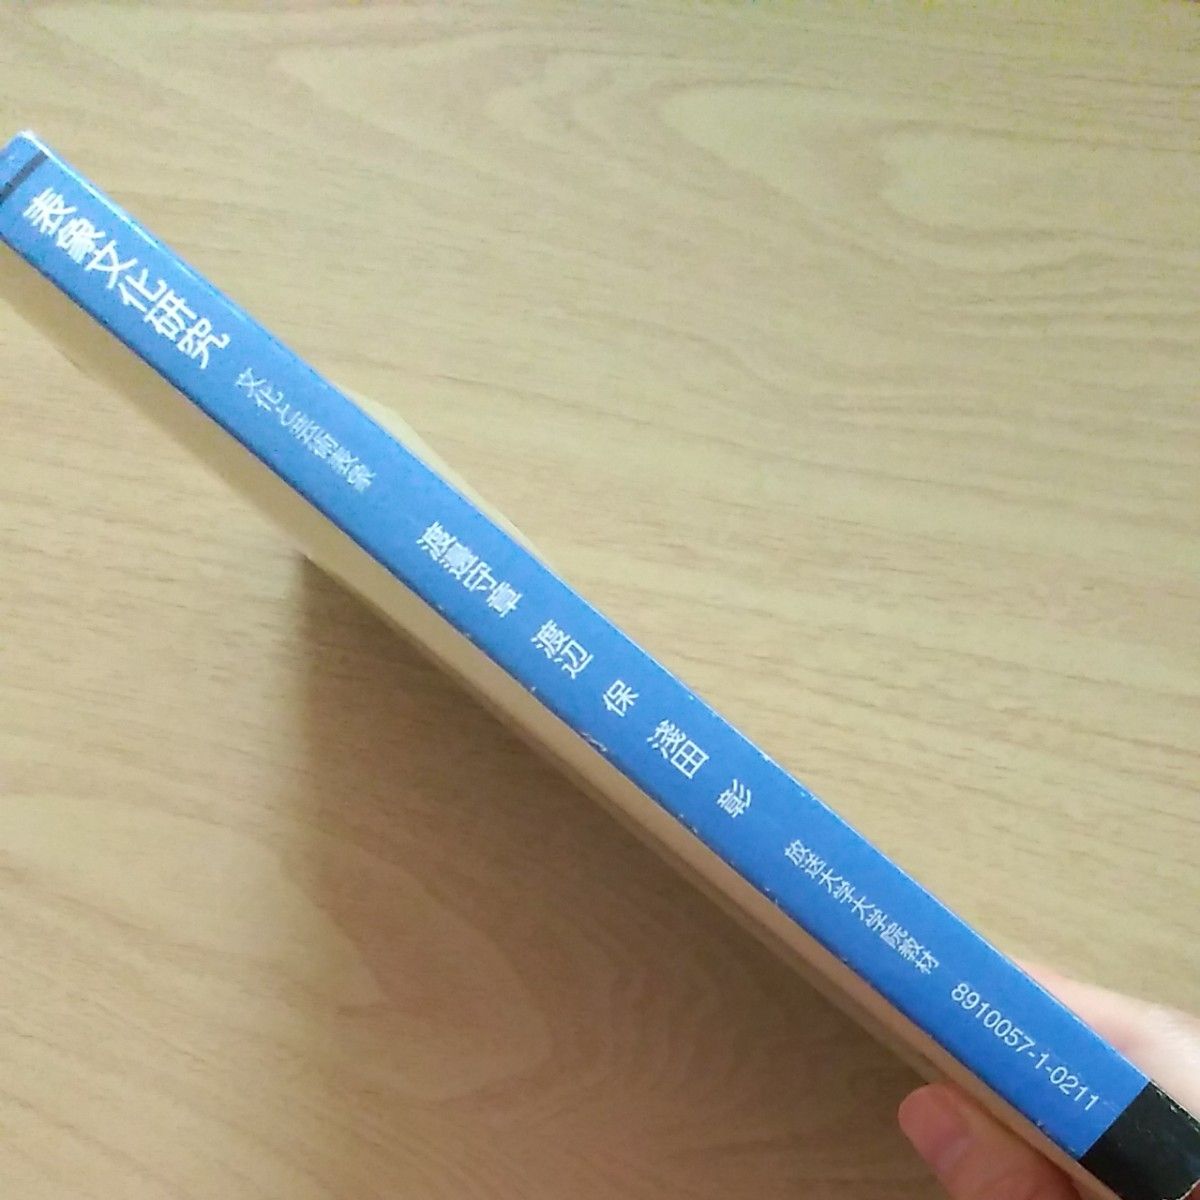 表象文化研究
文化と芸術表象
渡邊守章 渡辺 保 淺田 彰
放送大学大学院教材
8910057-1-0211